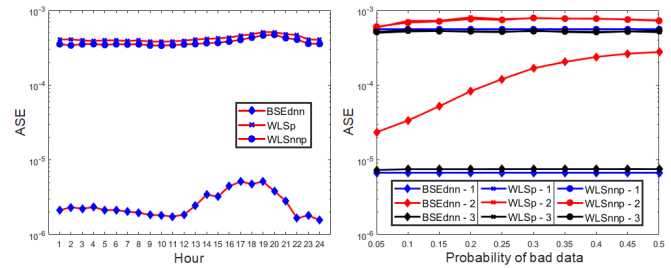 10⁻³
10⁻⁴
10⁻⁵
10⁻⁶
ASE
BSEdnn
WLSp
WLSnnp
1 2 3 4 5 6 7 8 9 10 11 12 13 14 15 16 17 18 19 20 21 22 23 24
Hour
10⁻³
10⁻⁴
10⁻⁵
10⁻⁶
ASE
BSEdnn - 1 WLSp - 1 WLSnnp - 1
BSEdnn - 2 WLSp - 2 WLSnnp - 2
BSEdnn - 3 WLSp - 3 WLSnnp - 3
0.05 0.1 0.15 0.2 0.25 0.3 0.35 0.4 0.45 0.5
Probability of bad data